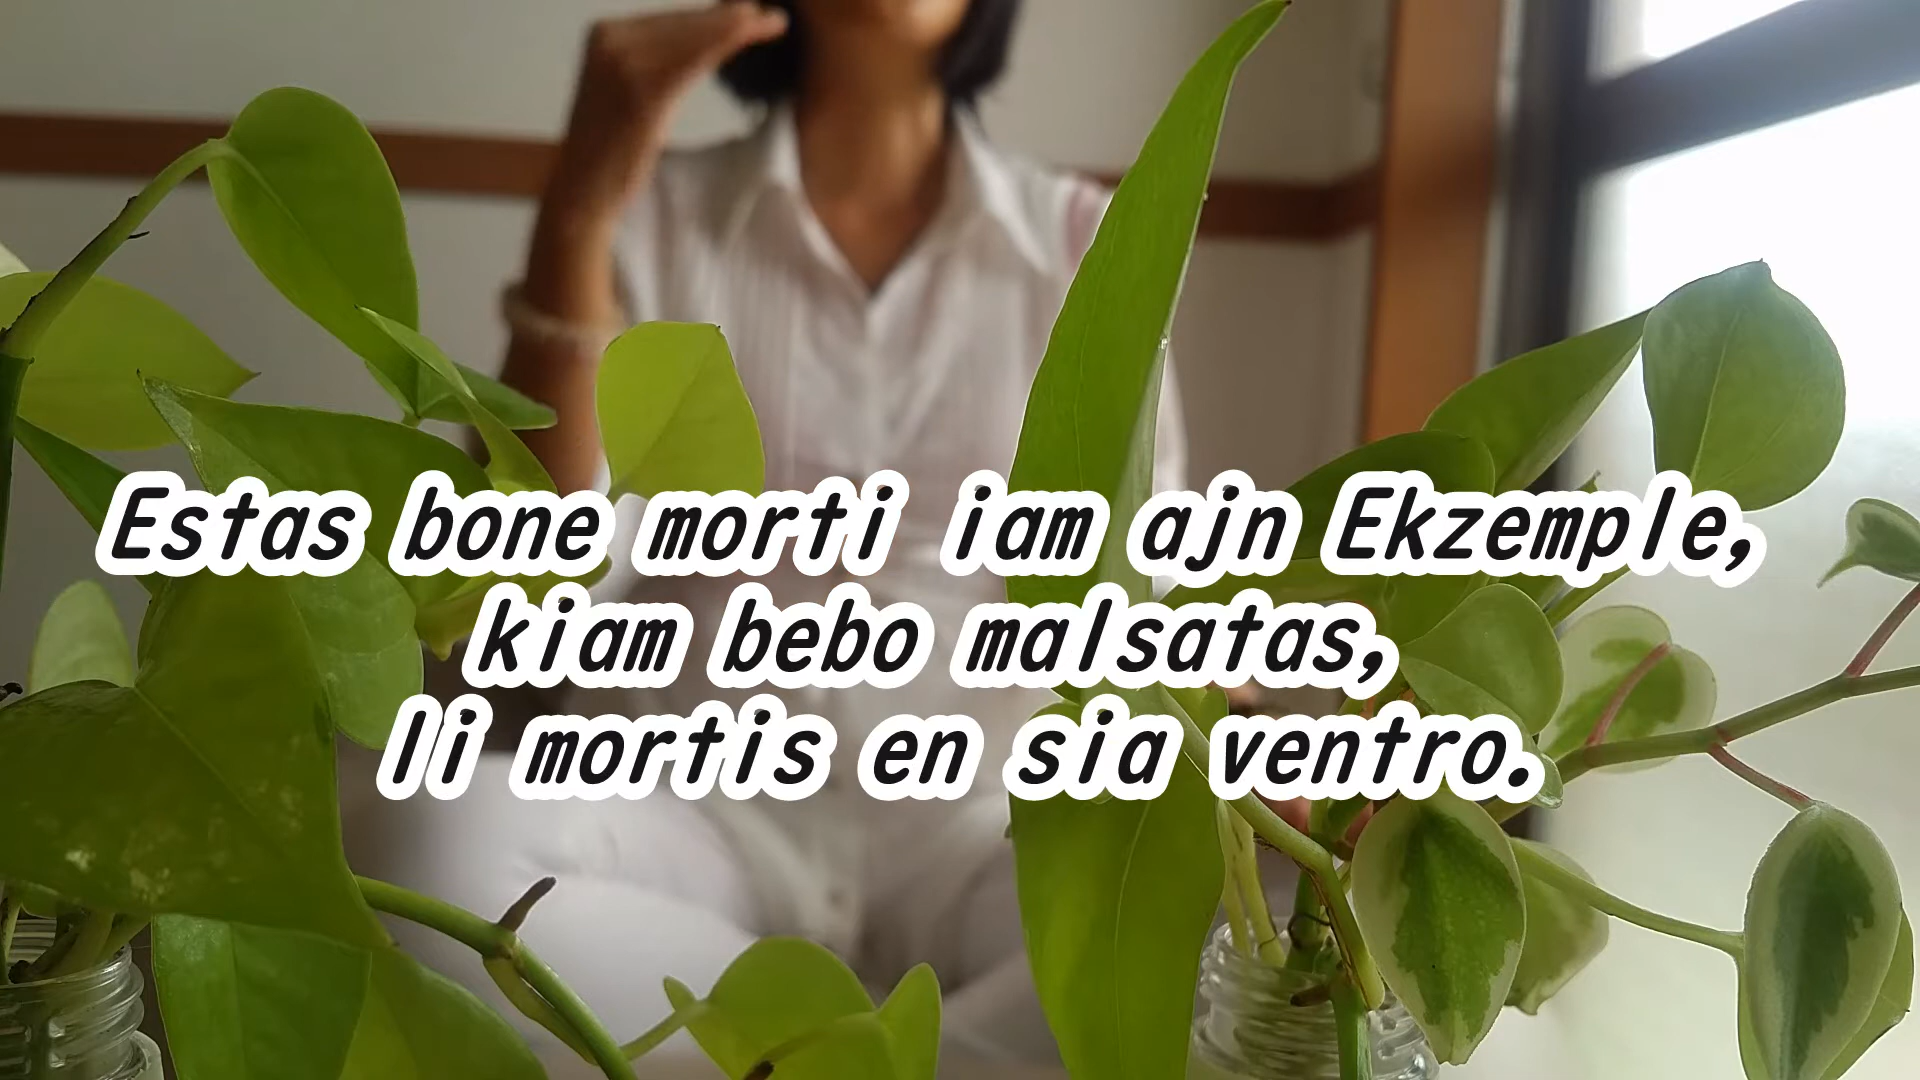 Estas bone morti iam ajn Ekzemple,
kiam bebo malsatas,
li mortis en sia ventro.